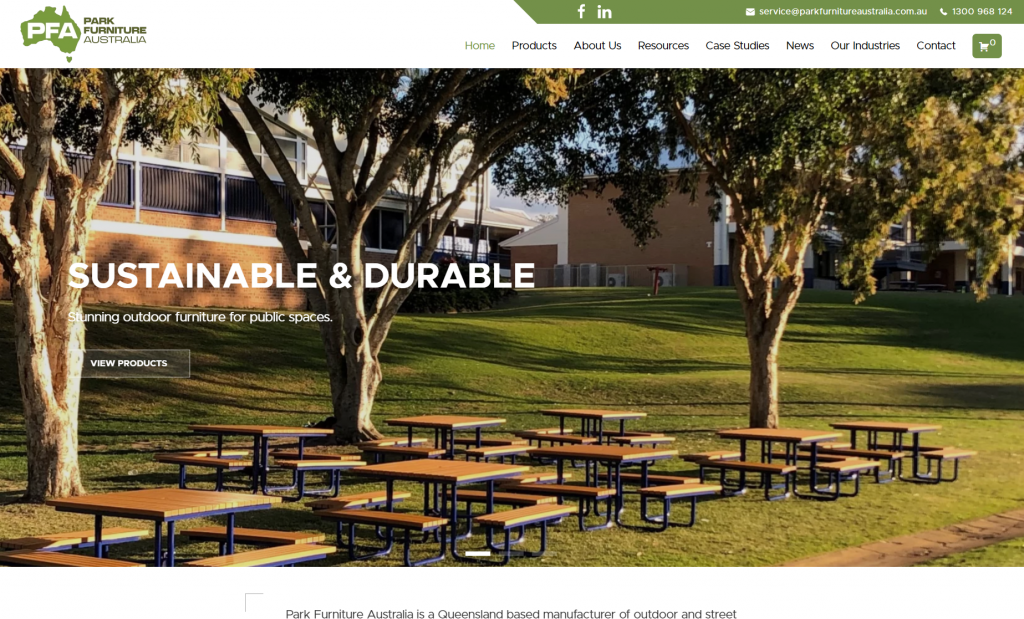 PFA PARK FURNITURE AUSTRALIA
service@parkfurnitureaustralia.com.au 1300 968 124
Home Products About Us Resources Case Studies News Our Industries Contact 0
SUSTAINABLE & DURABLE
Stunning outdoor furniture for public spaces.
VIEW PRODUCTS
Park Furniture Australia is a Queensland based manufacturer of outdoor and street